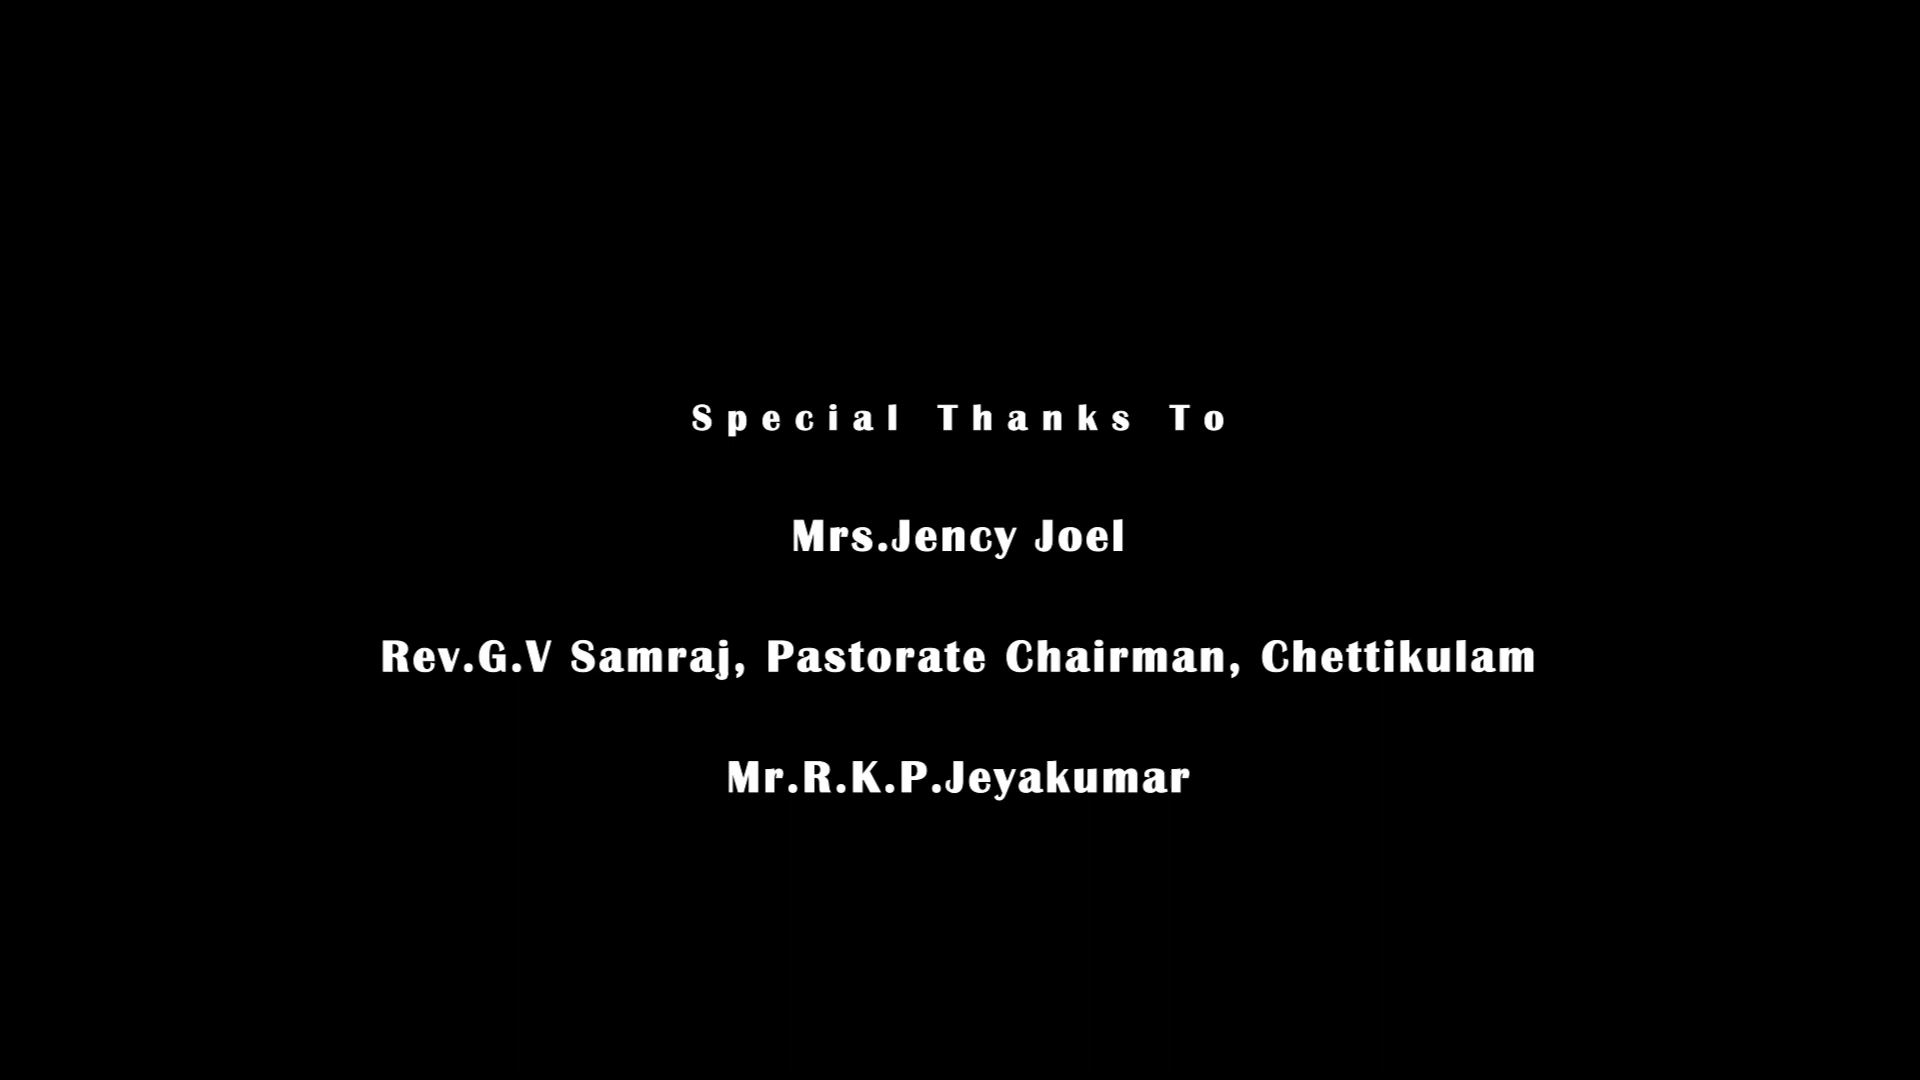 Special Thanks To
Mrs.Jency Joel
Rev.G.V Samraj, Pastorate Chairman, Chettikulam
Mr.R.K.P.Jeyakumar